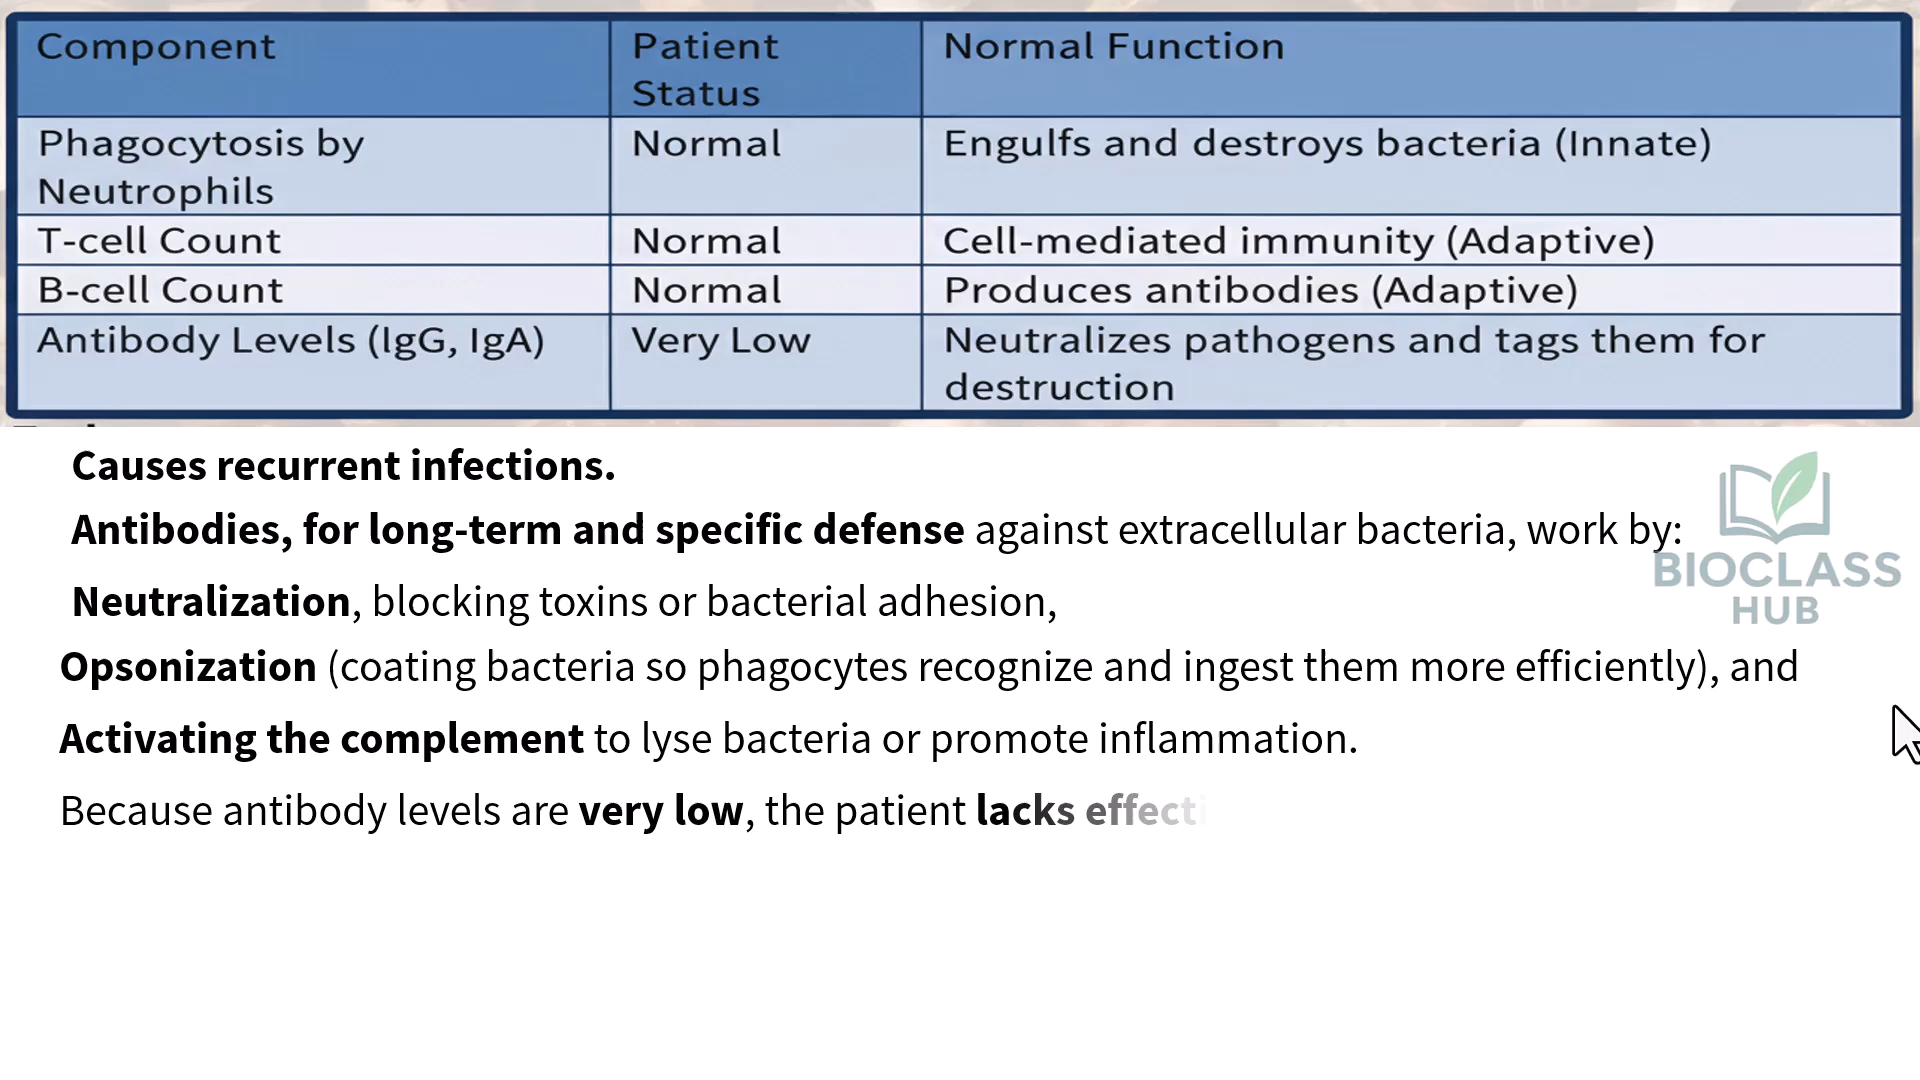 Component
Patient
Status
Normal Function
Phagocytosis by
Neutrophils
Normal
Engulfs and destroys bacteria (Innate)
T-cell Count
Normal
Cell-mediated immunity (Adaptive)
B-cell Count
Normal
Produces antibodies (Adaptive)
Antibody Levels (IgG, IgA)
Very Low
Neutralizes pathogens and tags them for
destruction
Causes recurrent infections.
Antibodies, for long-term and specific defense against extracellular bacteria, work by:
Neutralization, blocking toxins or bacterial adhesion,
Opsonization (coating bacteria so phagocytes recognize and ingest them more efficiently), and
Activating the complement to lyse bacteria or promote inflammation.
Because antibody levels are very low, the patient lacks effecti
BIOCLASS
HUB